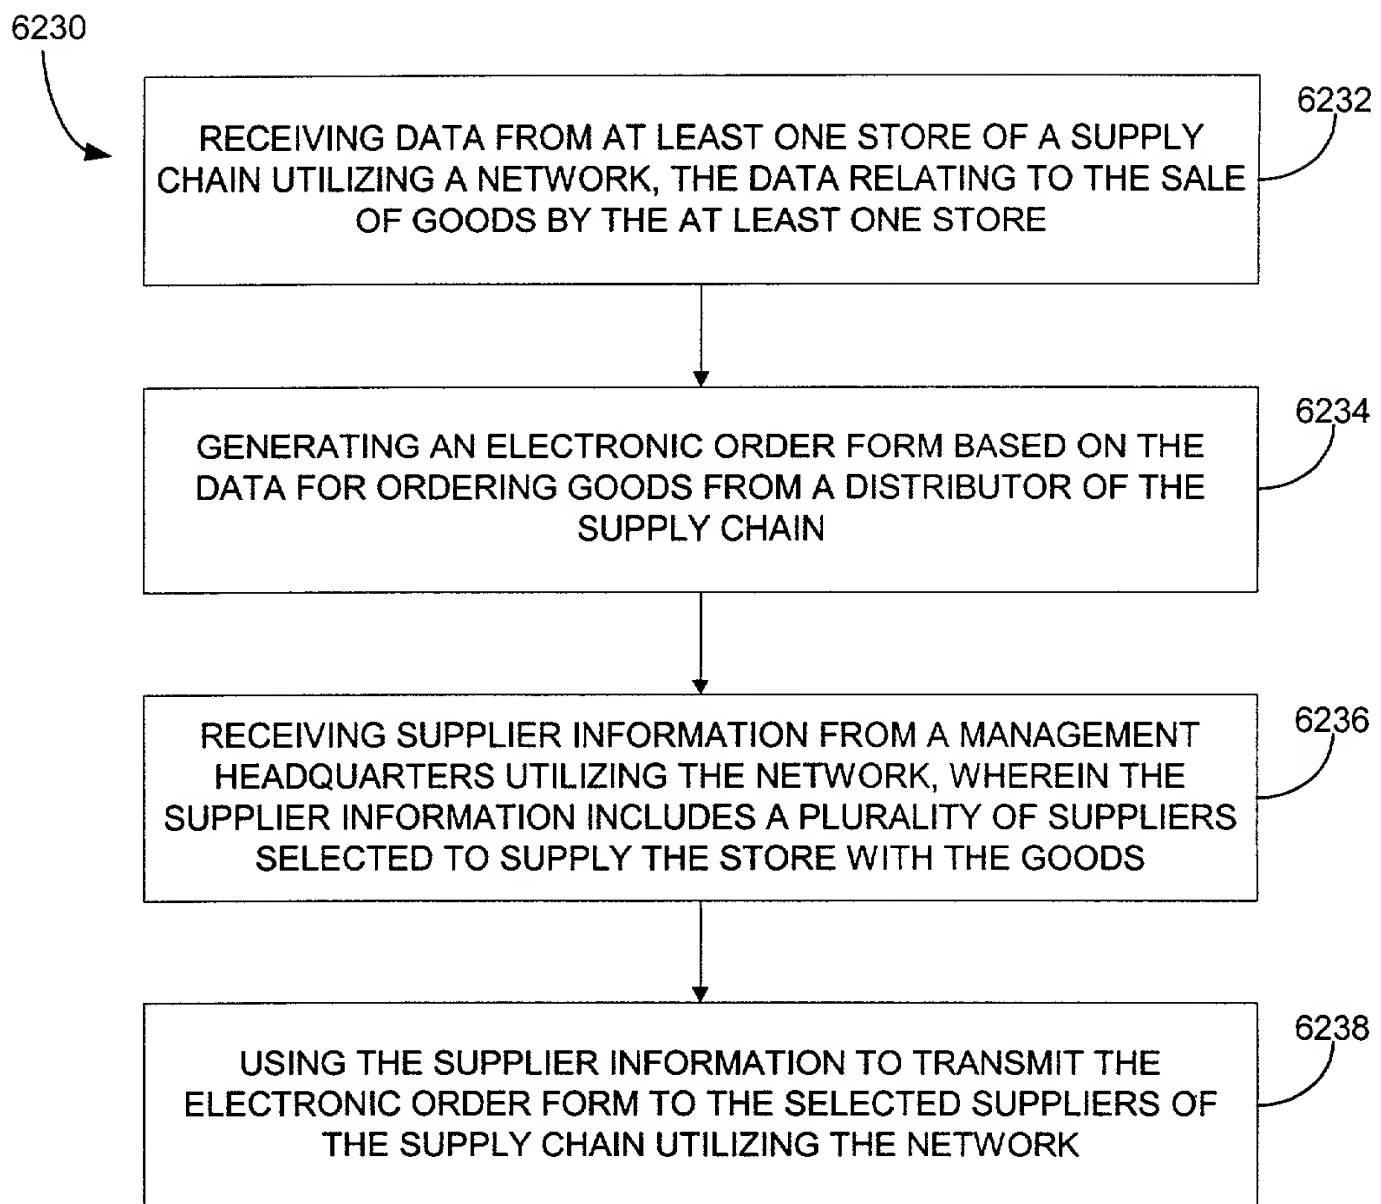 6230
6232
RECEIVING DATA FROM AT LEAST ONE STORE OF A SUPPLY
CHAIN UTILIZING A NETWORK, THE DATA RELATING TO THE SALE
OF GOODS BY THE AT LEAST ONE STORE
6234
GENERATING AN ELECTRONIC ORDER FORM BASED ON THE
DATA FOR ORDERING GOODS FROM A DISTRIBUTOR OF THE
SUPPLY CHAIN
6236
RECEIVING SUPPLIER INFORMATION FROM A MANAGEMENT
HEADQUARTERS UTILIZING THE NETWORK, WHEREIN THE
SUPPLIER INFORMATION INCLUDES A PLURALITY OF SUPPLIERS
SELECTED TO SUPPLY THE STORE WITH THE GOODS
6238
USING THE SUPPLIER INFORMATION TO TRANSMIT THE
ELECTRONIC ORDER FORM TO THE SELECTED SUPPLIERS OF
THE SUPPLY CHAIN UTILIZING THE NETWORK